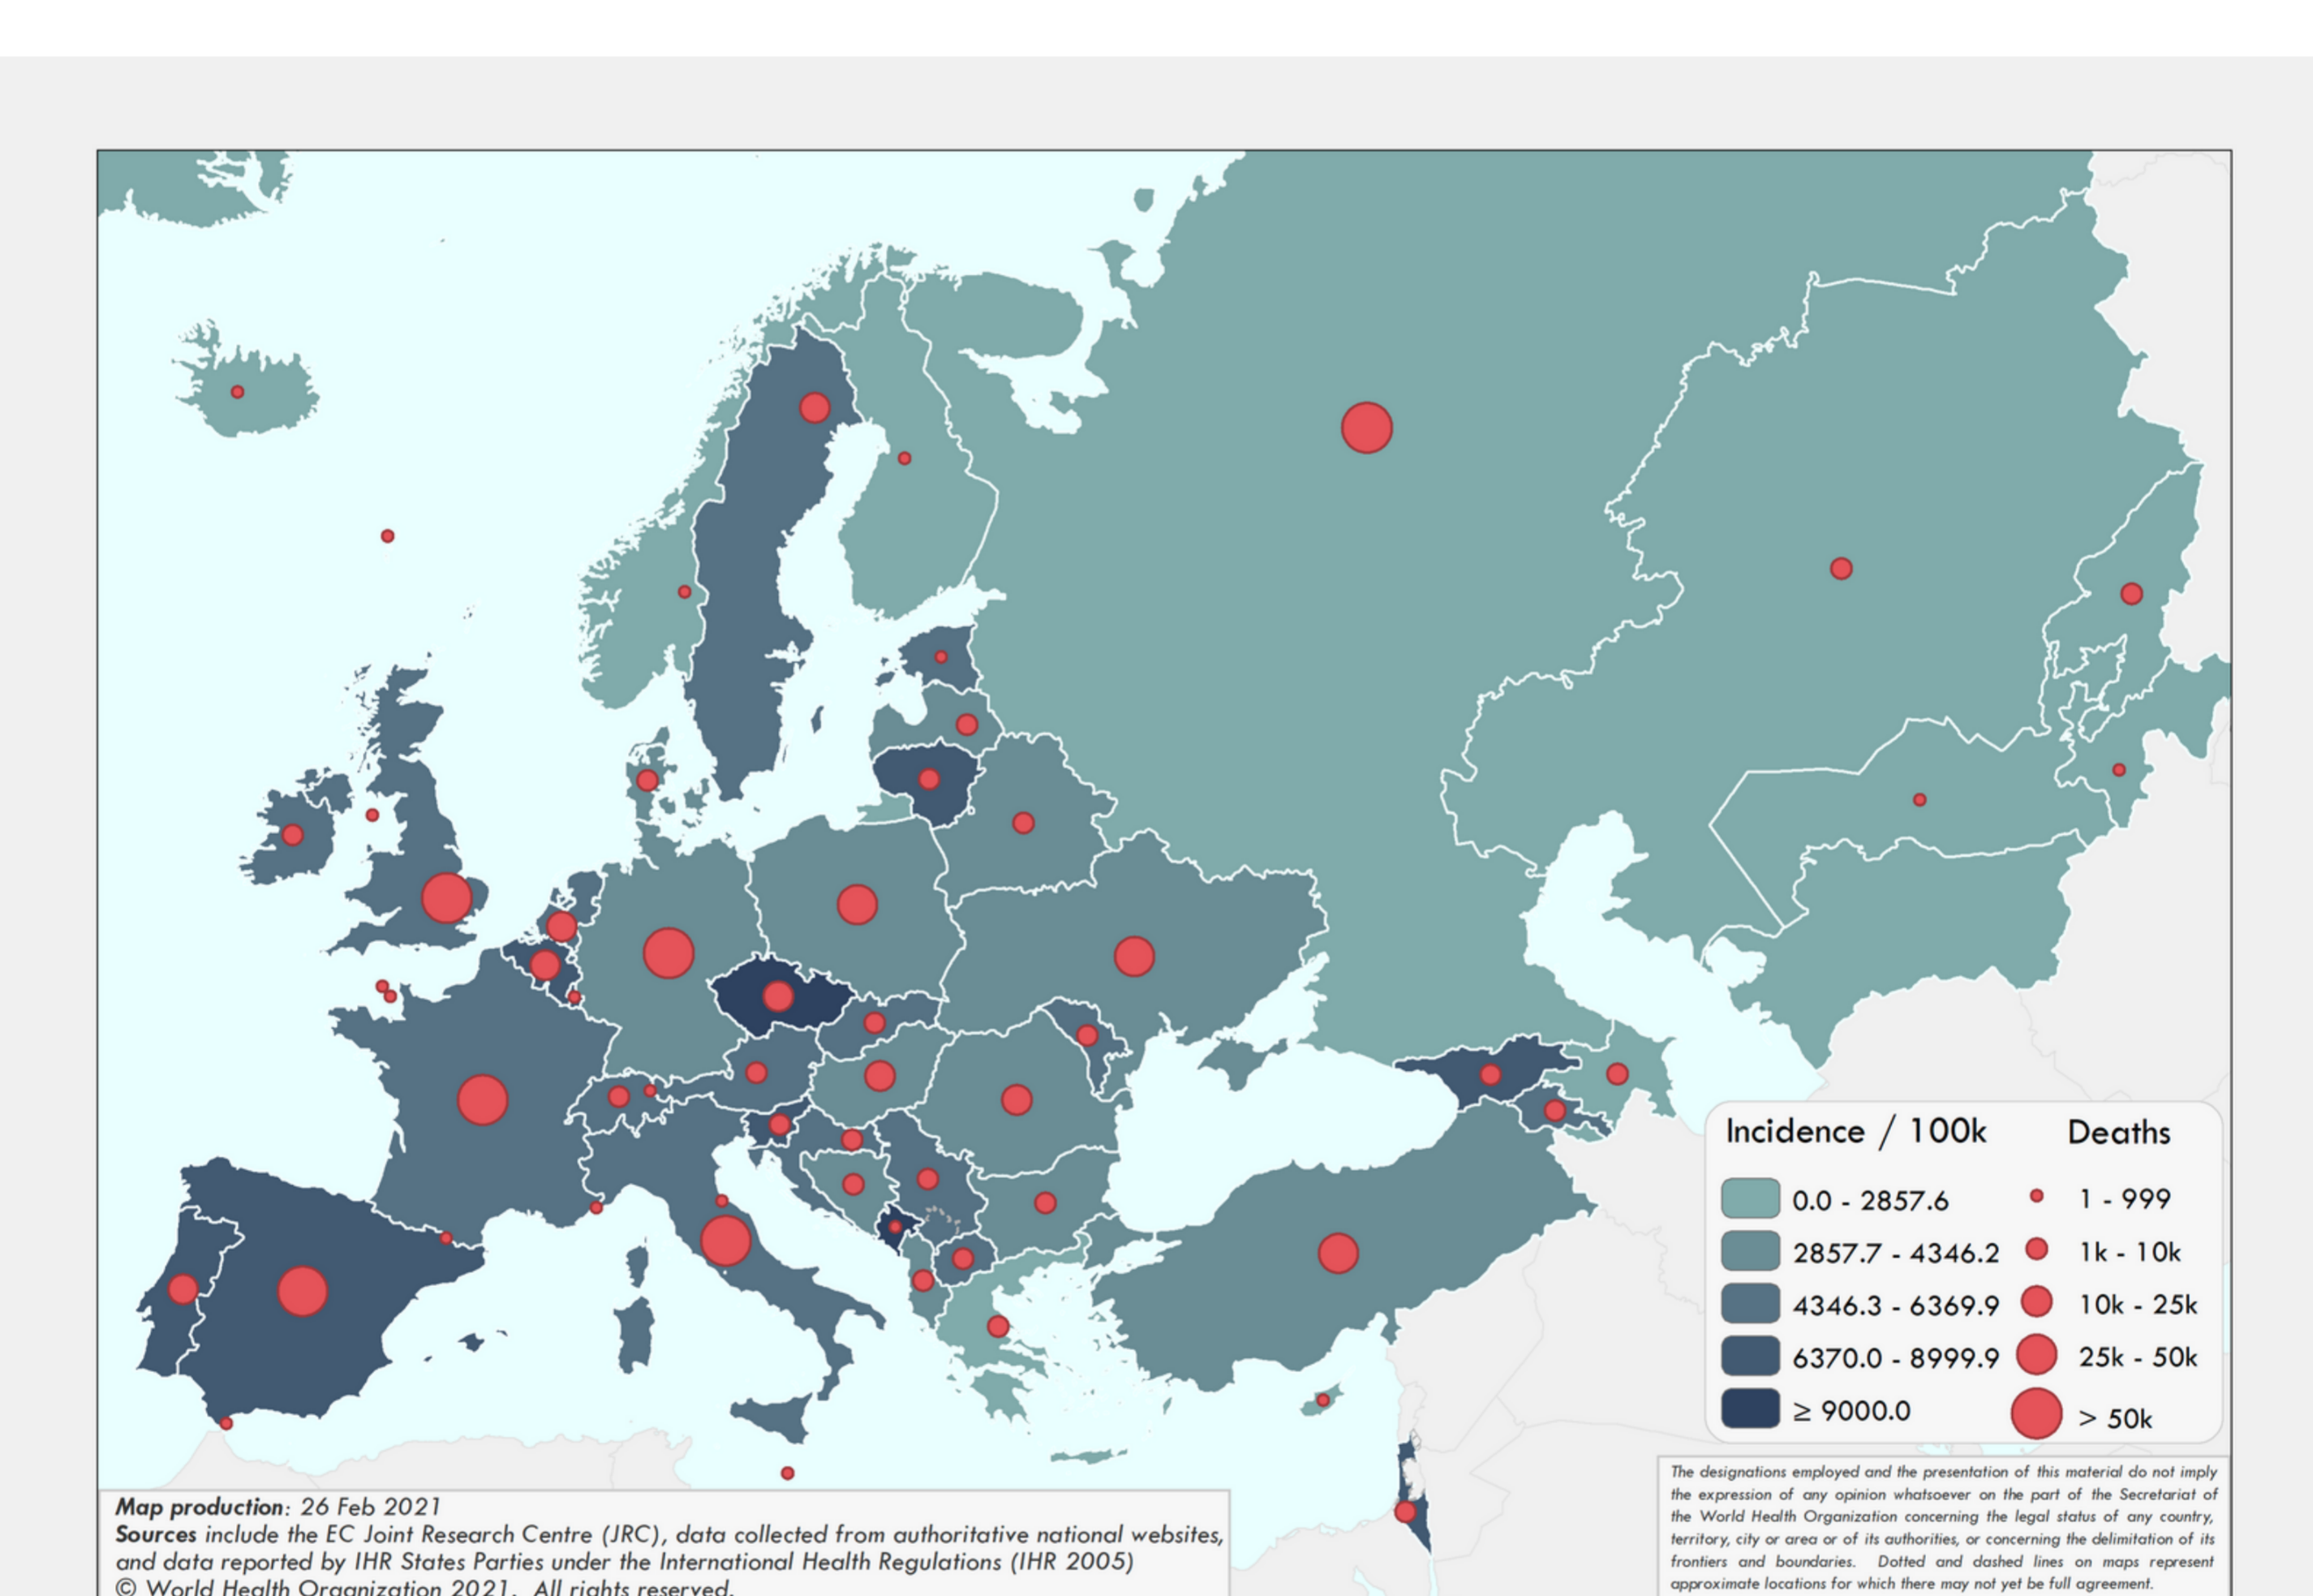 Incidence / 100k Deaths
0.0 - 2857.6 1 - 999
2857.7 - 4346.2 1k - 10k
4346.3 - 6369.9 10k - 25k
6370.0 - 8999.9 25k - 50k
≥ 9000.0 > 50k
Map production: 26 Feb 2021
Sources include the EC Joint Research Centre (JRC), data collected from authoritative national websites,
and data reported by IHR States Parties under the International Health Regulations (IHR 2005)
© World Health Organization 2021. All rights reserved.
The designations employed and the presentation of this material do not imply
the expression of any opinion whatsoever on the part of the Secretariat of
the World Health Organization concerning the legal status of any country,
territory, city or area or of its authorities, or concerning the delimitation of its
frontiers and boundaries. Dotted and dashed lines on maps represent
approximate locations for which there may not yet be full agreement.